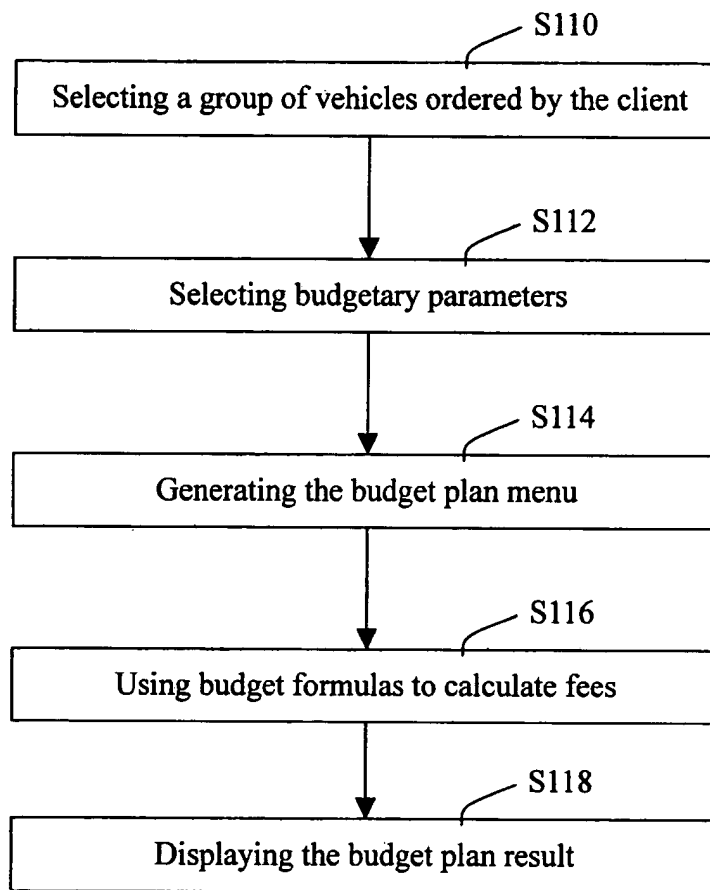 S110
Selecting a group of vehicles ordered by the client
S112
Selecting budgetary parameters
S114
Generating the budget plan menu
S116
Using budget formulas to calculate fees
S118
Displaying the budget plan result